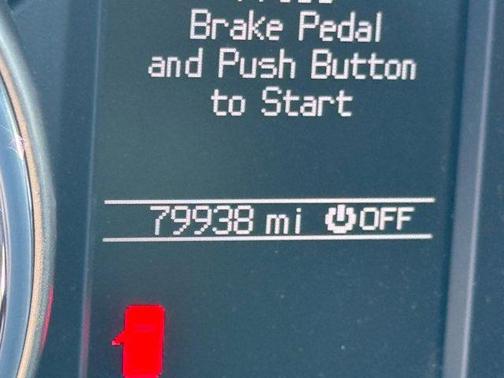 Brake Pedal
and Push Button
to Start
79938 mi OFF